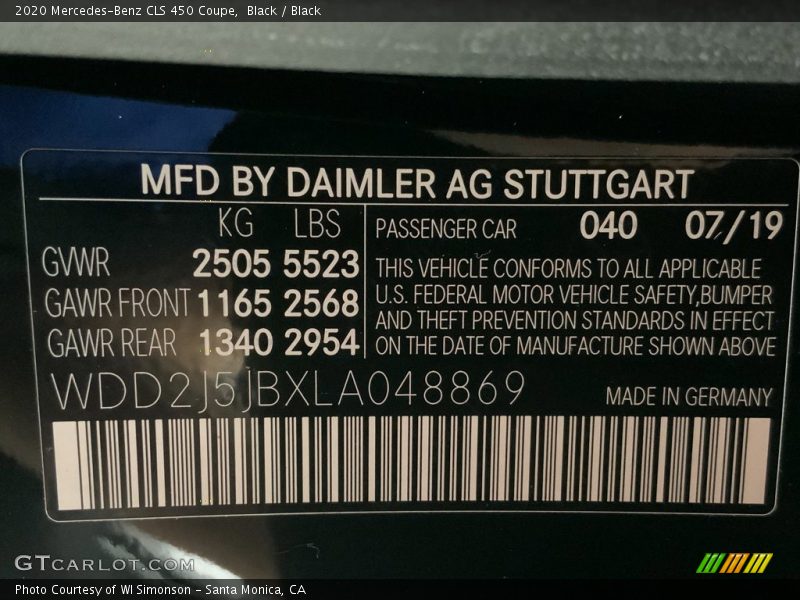 2020 Mercedes-Benz CLS 450 Coupe, Black / Black
MFD BY DAIMLER AG STUTTGART
KG LBS
GVWR 2505 5523
GAWR FRONT 1165 2568
GAWR REAR 1340 2954
PASSENGER CAR 040 07/19
THIS VEHICLE CONFORMS TO ALL APPLICABLE
U.S. FEDERAL MOTOR VEHICLE SAFETY,BUMPER
AND THEFT PREVENTION STANDARDS IN EFFECT
ON THE DATE OF MANUFACTURE SHOWN ABOVE
WDD2J5JBXLA048869
MADE IN GERMANY
GTCARLOT.COM
Photo Courtesy of WI Simonson - Santa Monica, CA